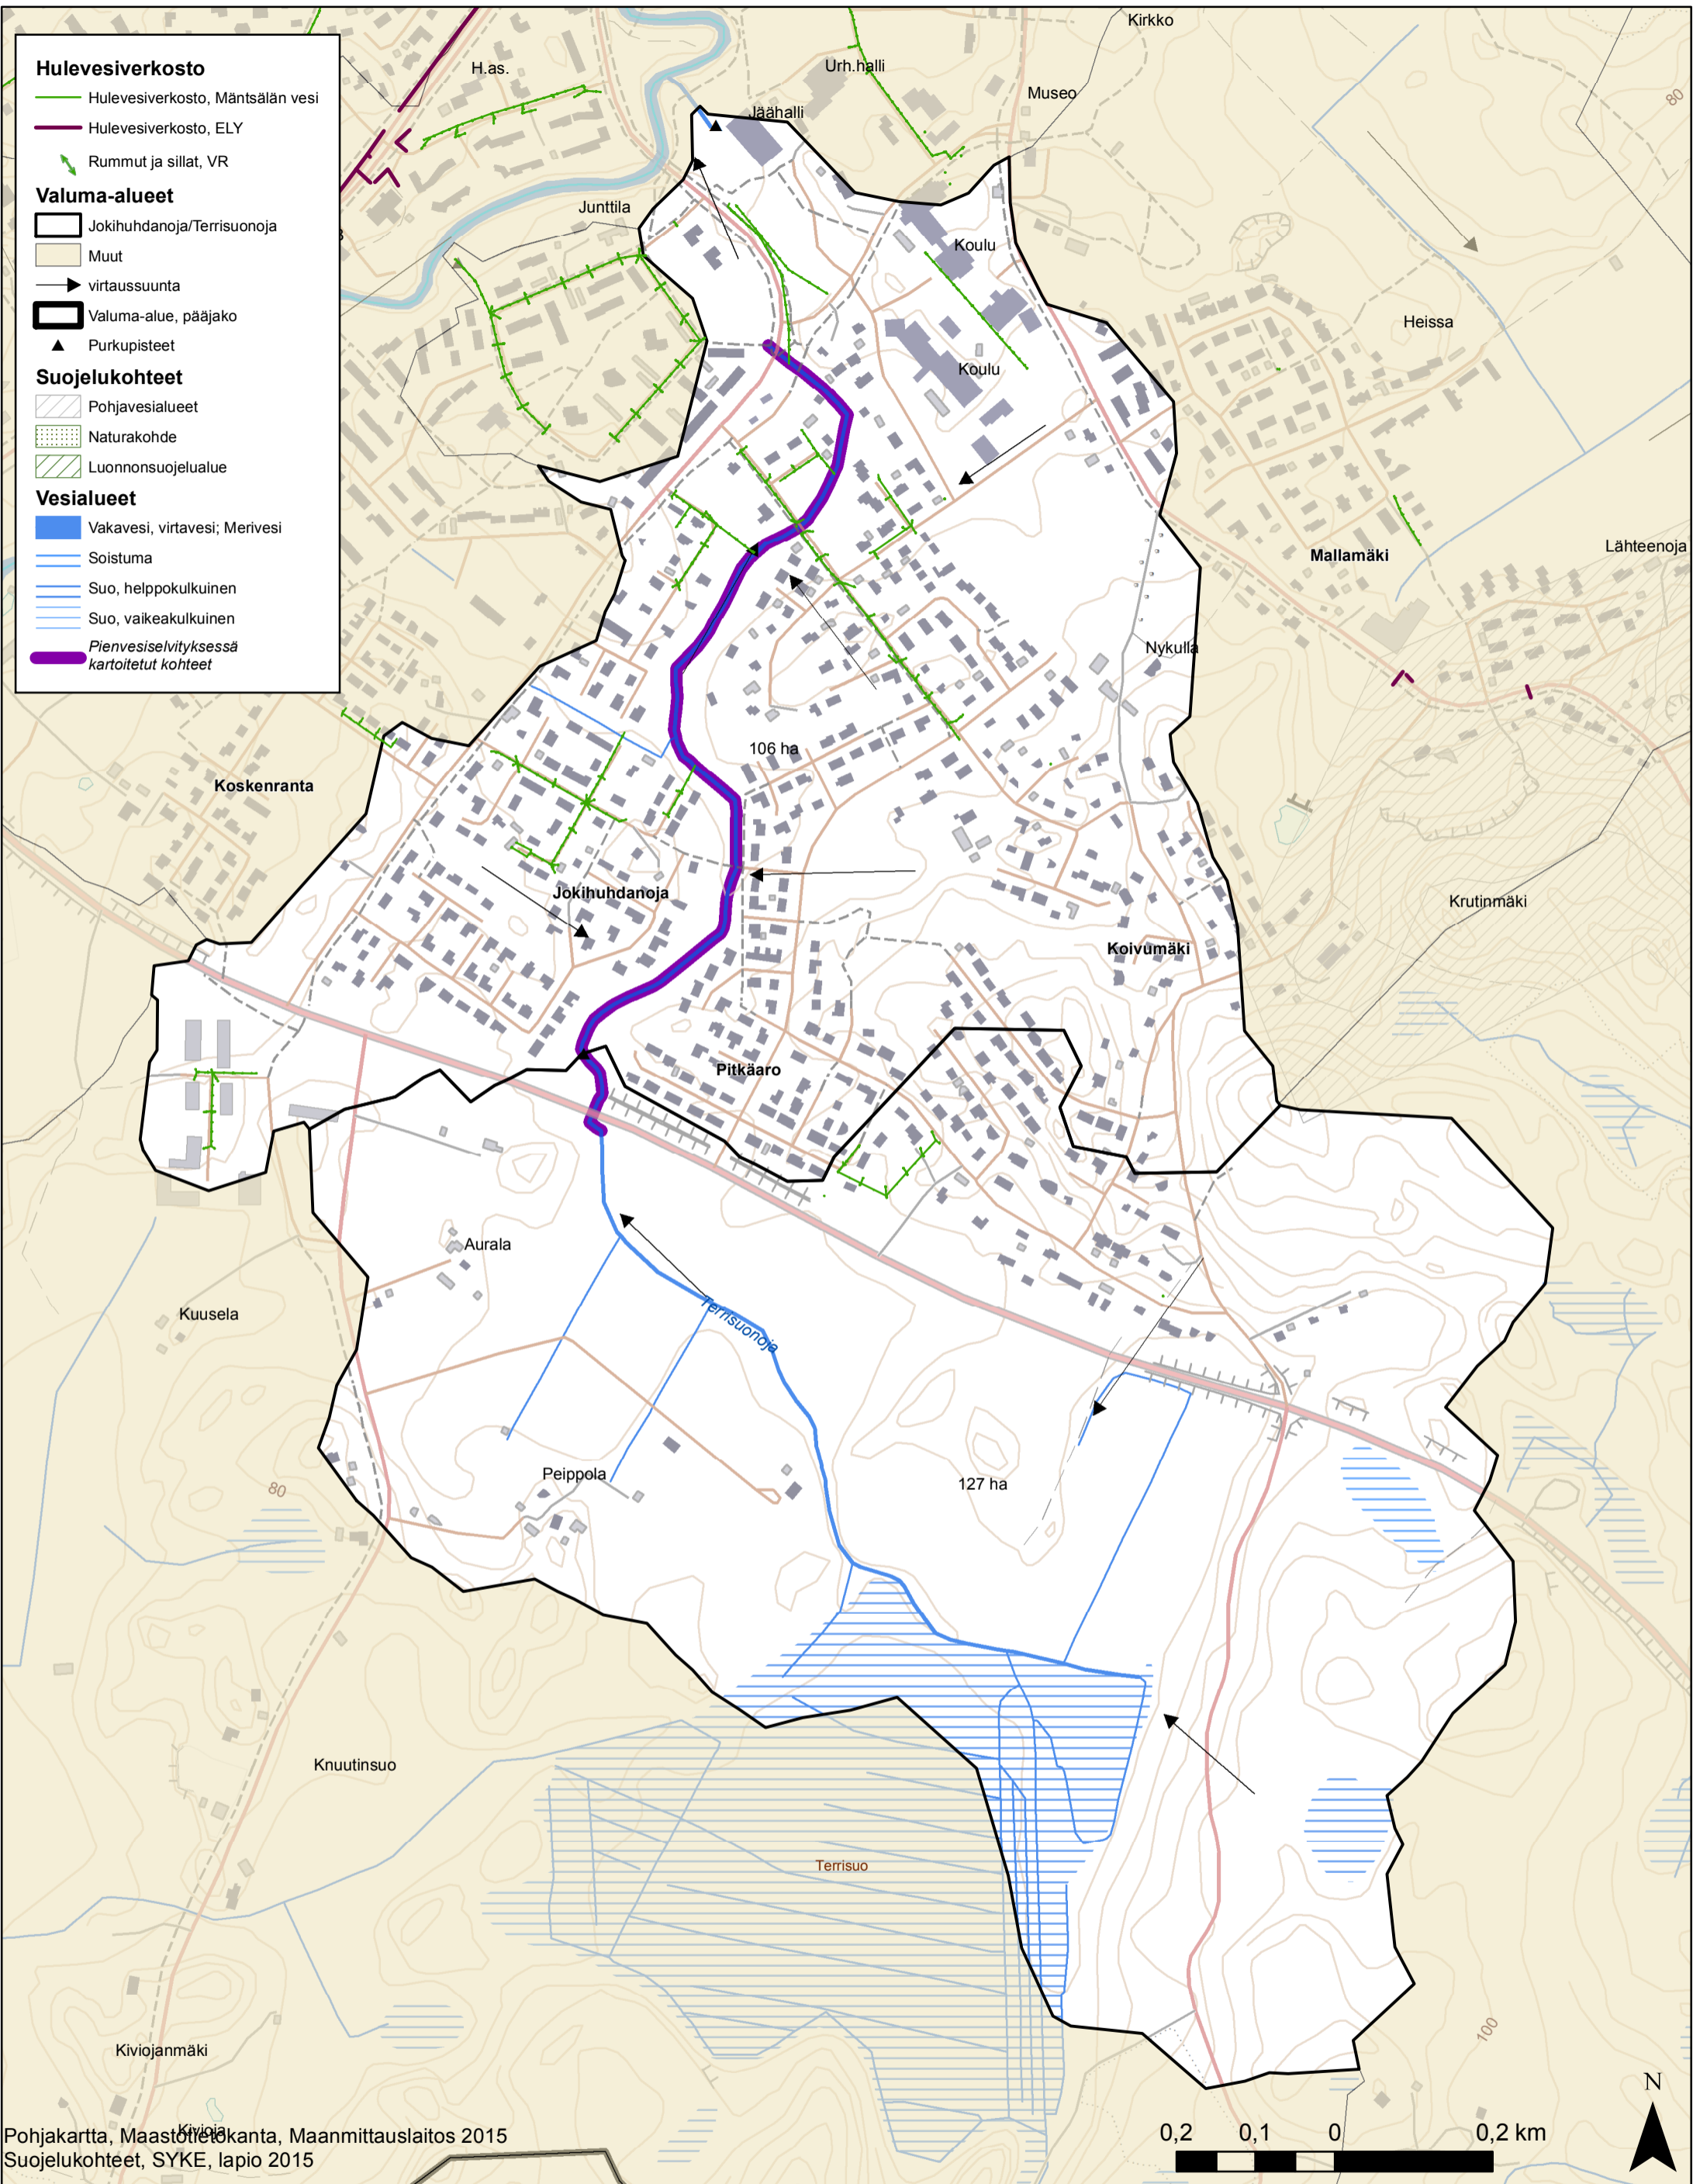 Hulevesiverkosto
Hulevesiverkosto, Mäntsälän vesi
Hulevesiverkosto, ELY
Rummut ja sillat, VR
Valuma-alueet
Jokihuhdanoja/Terrisuonoja
Muut
virtaussuunta
Valuma-alue, pääjako
Purkupisteet
Suojelukohteet
Pohjavesialueet
Naturakohde
Luonnonsuojelualue
Vesialueet
Vakavesi, virtavesi; Merivesi
Soistuma
Suo, helppokulkuinen
Suo, vaikeakulkuinen
Pienvesiselvityksessä
kartoitetut kohteet
Kirkko
H.as.
Urh.halli
Museo
80
Jäähalli
Junttila
Koulu
Heissa
Koulu
Lähteenoja
Mallamäki
Nykulla
106 ha
Koskenranta
Jokihuhdanoja
Krutinmäki
Koivumäki
Pitkäaro
Aurala
Kuusela
Terrisuonoja
Peippola
127 ha
80
Knuutinsuo
Terrisuo
100
Kiviojanmäki
N
Kivioja
Pohjakartta, Maastotietokanta, Maanmittauslaitos 2015
Suojelukohteet, SYKE, lapio 2015
0,2 0,1 0 0,2 km